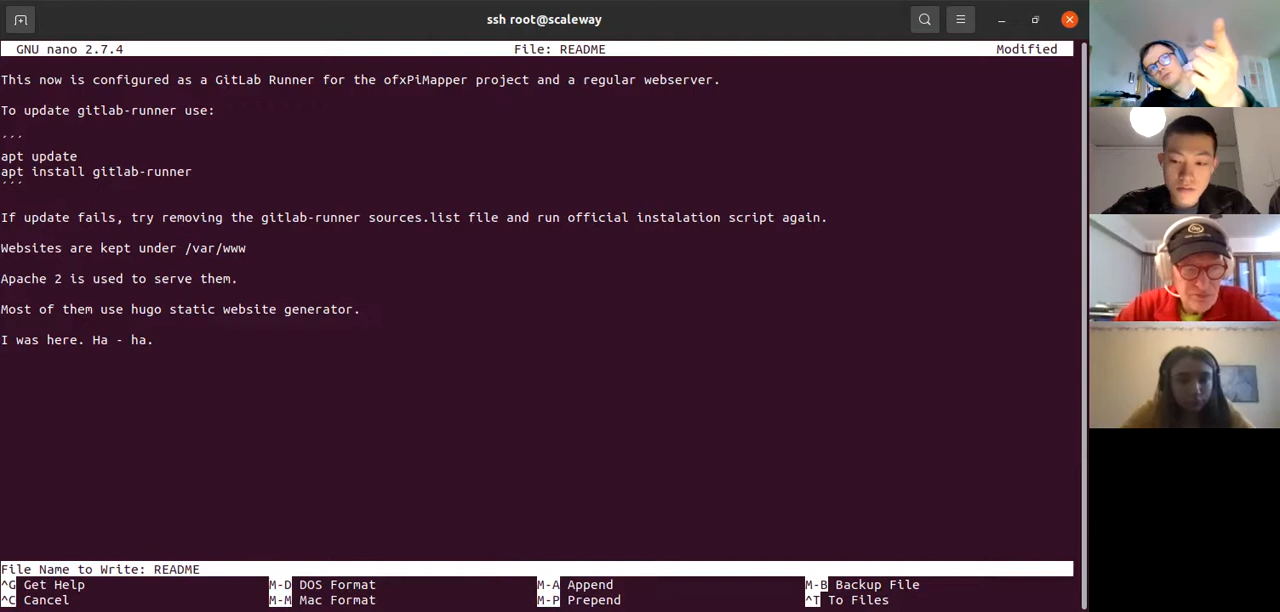 ssh root@scaleway
GNU nano 2.7.4 File: README Modified
This now is configured as a GitLab Runner for the ofxPiMapper project and a regular webserver.
To update gitlab-runner use:
´´´
apt update
apt install gitlab-runner
´´´
If update fails, try removing the gitlab-runner sources.list file and run official instalation script again.
Websites are kept under /var/www
Apache 2 is used to serve them.
Most of them use hugo static website generator.
I was here. Ha - ha.
File Name to Write: README
^G Get Help M-D DOS Format M-A Append M-B Backup File
^C Cancel M-M Mac Format M-P Prepend ^T To Files